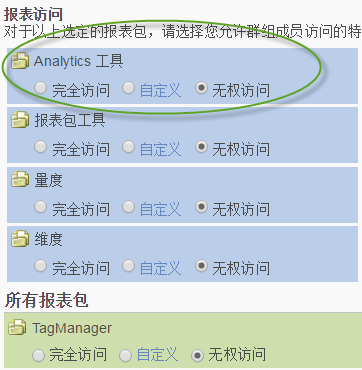 报表访问
对于以上选定的报表包，请选择您允许群组成员访问的特
Analytics 工具
完全访问 自定义 无权访问
报表包工具
完全访问 自定义 无权访问
量度
完全访问 自定义 无权访问
维度
完全访问 自定义 无权访问
所有报表包
TagManager
完全访问 自定义 无权访问